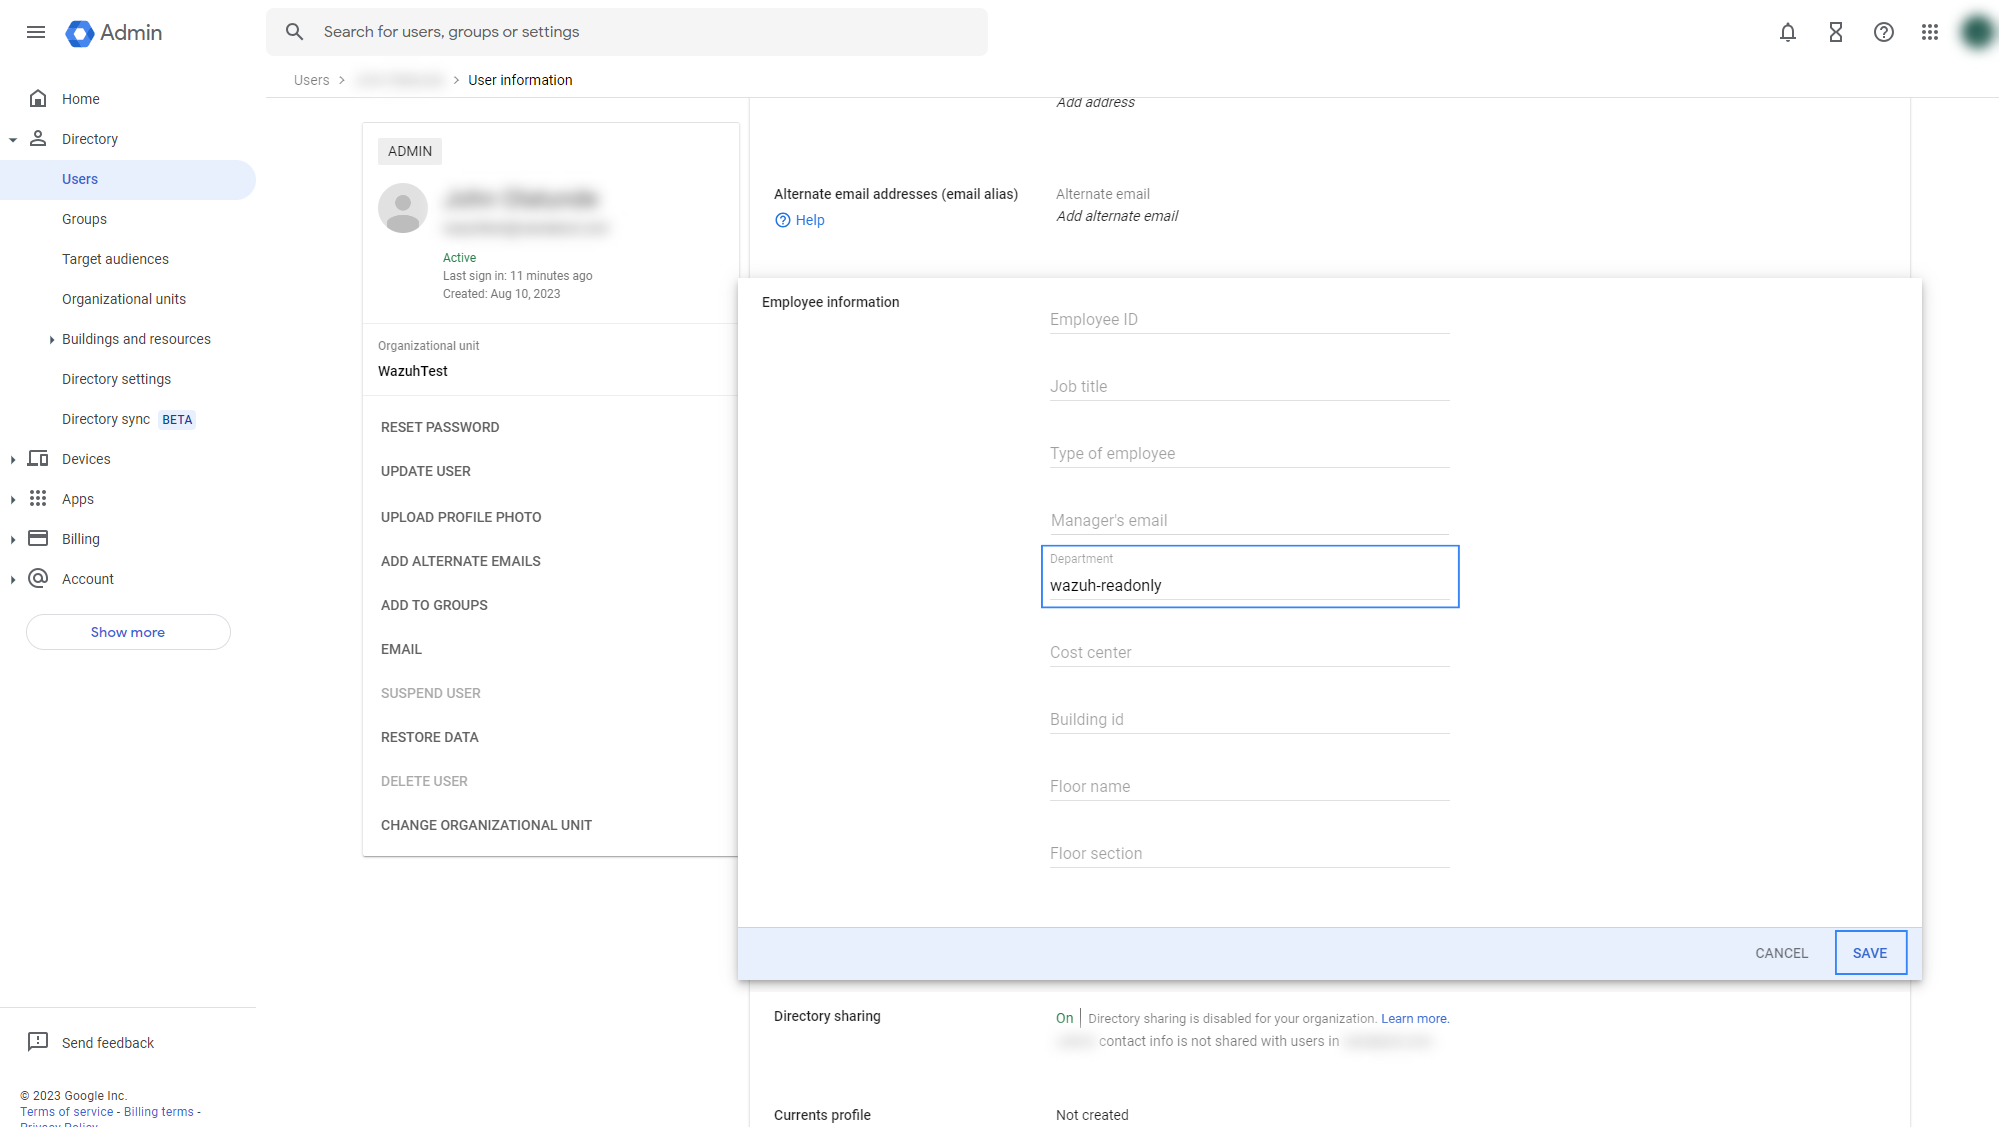 Admin
Search for users, groups or settings
Users > > User information
Home
Directory
Users
Groups
Target audiences
Organizational units
Buildings and resources
Directory settings
Directory sync BETA
Devices
Apps
Billing
Account
Show more
Send feedback
© 2023 Google Inc.
Terms of service - Billing terms -
Privacy Policy
ADMIN
Active
Last sign in: 11 minutes ago
Created: Aug 10, 2023
Organizational unit
WazuhTest
RESET PASSWORD
UPDATE USER
UPLOAD PROFILE PHOTO
ADD ALTERNATE EMAILS
ADD TO GROUPS
EMAIL
SUSPEND USER
RESTORE DATA
DELETE USER
CHANGE ORGANIZATIONAL UNIT
Add address
Alternate email addresses (email alias)
Help
Alternate email
Add alternate email
Employee information
Employee ID
Job title
Type of employee
Manager's email
Department
wazuh-readonly
Cost center
Building id
Floor name
Floor section
CANCEL SAVE
Directory sharing
On | Directory sharing is disabled for your organization. Learn more.
contact info is not shared with users in
Currents profile
Not created